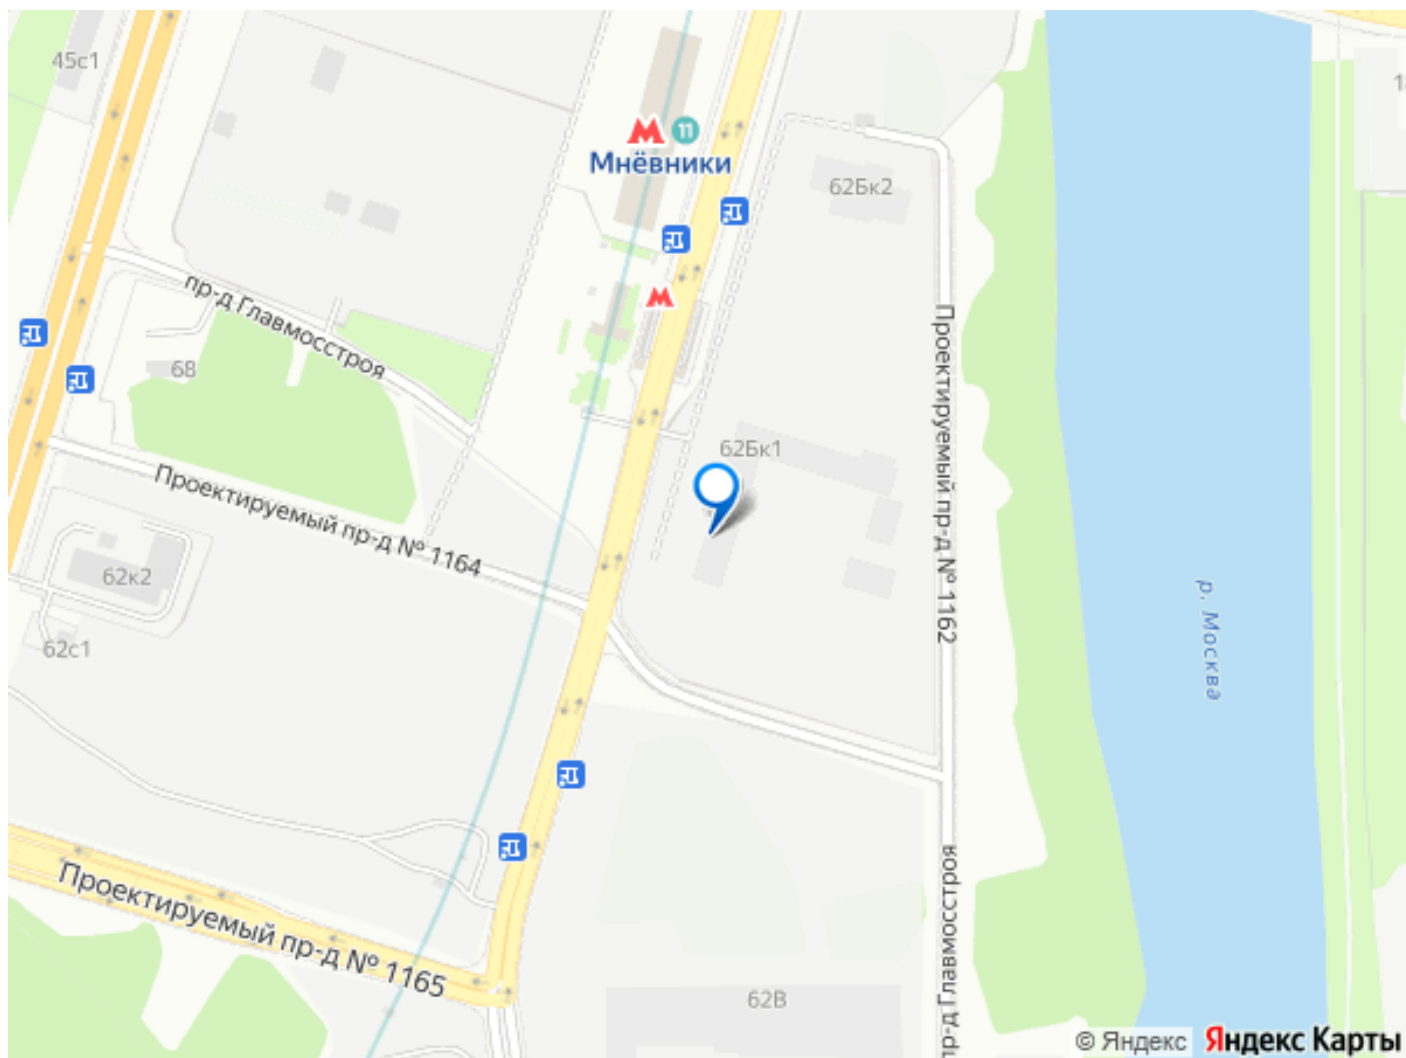 45с1
М 11
Мнёвники
62Бк2
М
пр-д Главмосстроя
68
Проектируемый пр-д № 1162
62Бк1
Проектируемый пр-д № 1164
62к2
62с1
р. Москва
Проектируемый пр-д № 1165
62В
р-д Главмосстроя
© Яндекс Яндекс Карты